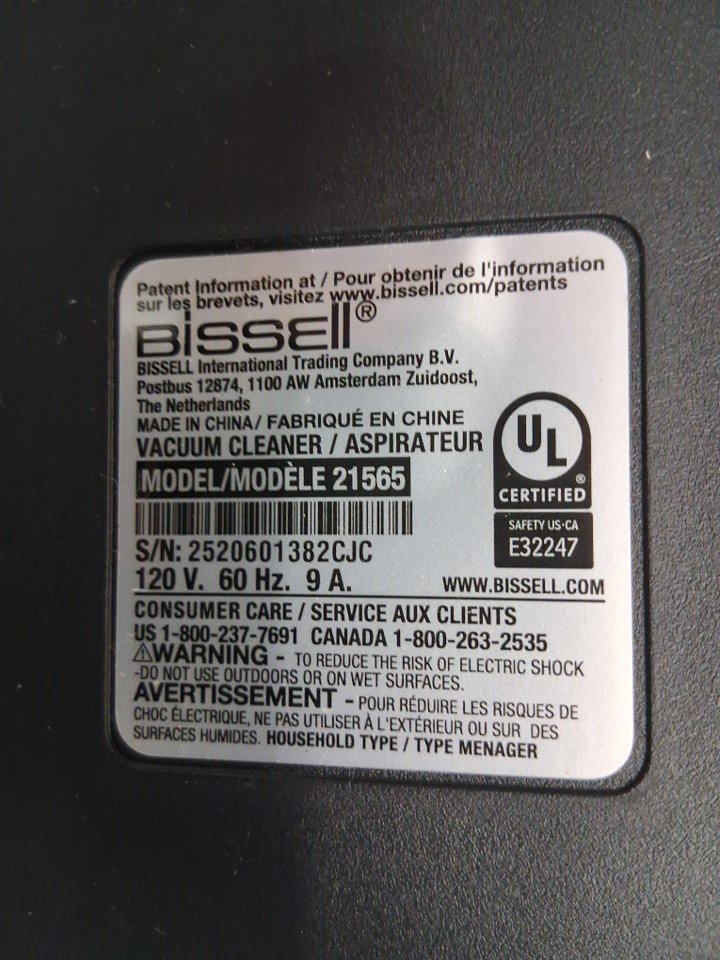 Patent Information at / Pour obtenir de l'information
sur les brevets, visitez www.bissell.com/patents
BISSELL®
BISSELL International Trading Company B.V.
Postbus 12874, 1100 AW Amsterdam Zuidoost,
The Netherlands
MADE IN CHINA/ FABRIQUÉ EN CHINE
VACUUM CLEANER / ASPIRATEUR
MODEL/MODÈLE 21565
UL
®
CERTIFIED
SAFETY US·CA
E32247
S/N: 2520601382CJC
120 V. 60 Hz. 9 A.
WWW.BISSELL.COM
CONSUMER CARE / SERVICE AUX CLIENTS
US 1-800-237-7691 CANADA 1-800-263-2535
⚠WARNING - TO REDUCE THE RISK OF ELECTRIC SHOCK
-DO NOT USE OUTDOORS OR ON WET SURFACES.
AVERTISSEMENT - POUR RÉDUIRE LES RISQUES DE
CHOC ÉLECTRIQUE, NE PAS UTILISER À L'EXTÉRIEUR OU SUR DES
SURFACES HUMIDES. HOUSEHOLD TYPE / TYPE MENAGER